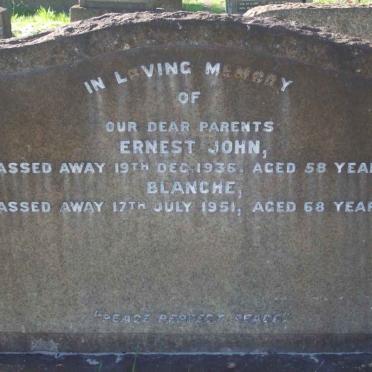 IN LOVING MEMORY
OF
OUR DEAR PARENTS
ERNEST JOHN,
ASSED AWAY 19TH DEC. 1936. AGED 58 YEAR
BLANCHE,
ASSED AWAY 17TH JULY 1951, AGED 68 YEAR
"PEACE PERFECT PEACE."